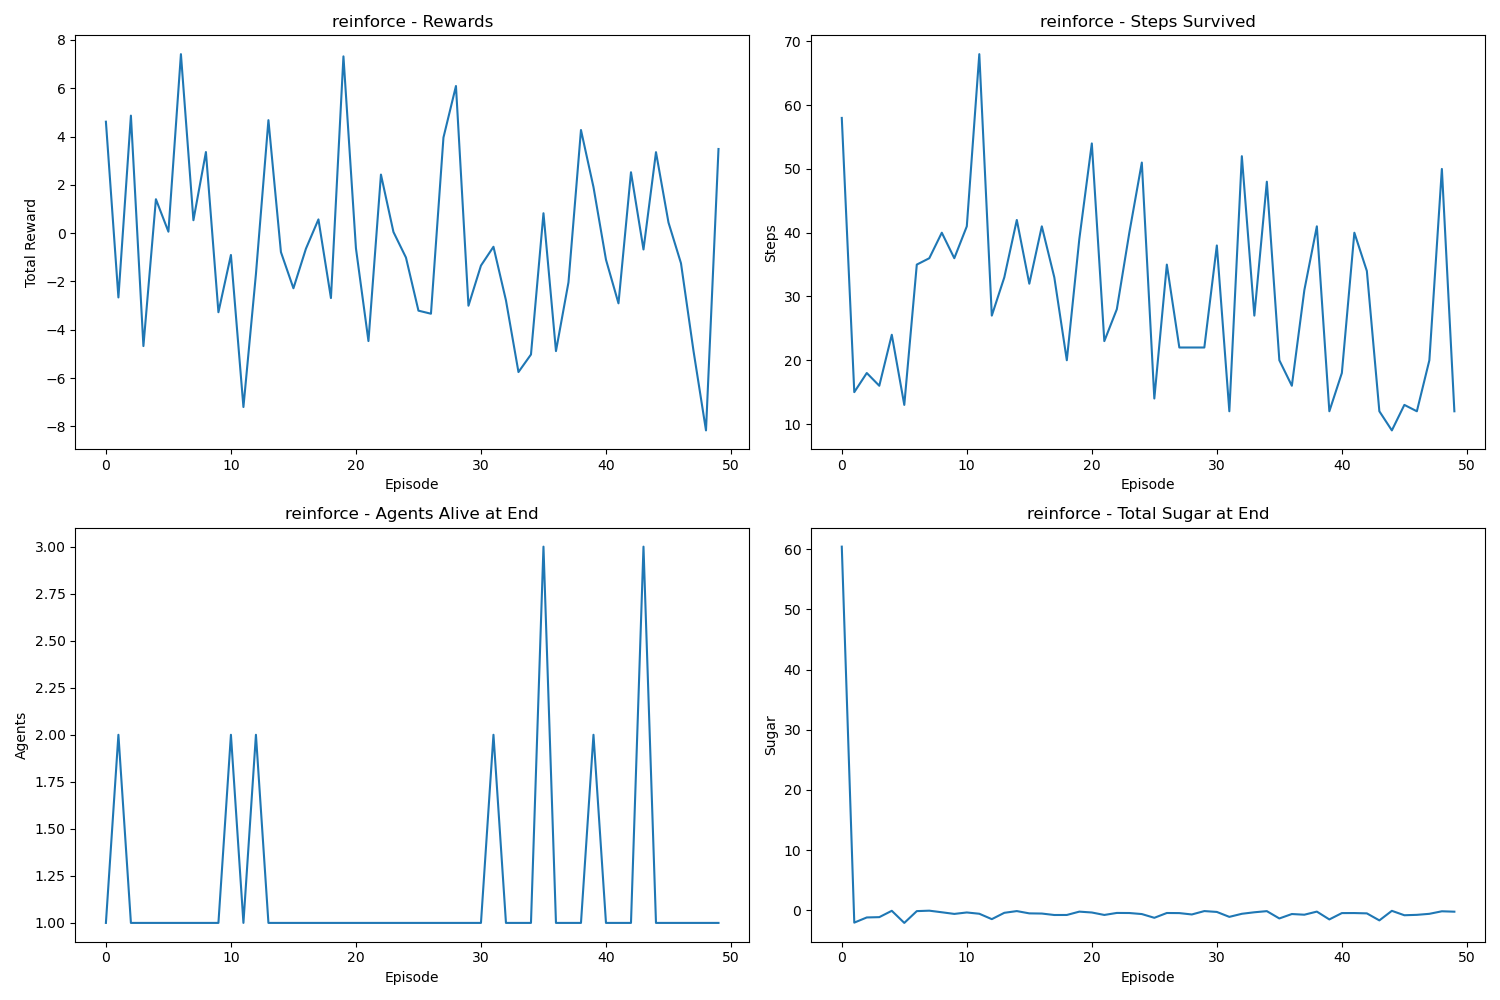 reinforce - Rewards
8
6
4
2
0
−2
−4
−6
−8
Total Reward
0 10 20 30 40 50
Episode
reinforce - Steps Survived
70
60
50
40
30
20
10
Steps
0 10 20 30 40 50
Episode
reinforce - Agents Alive at End
3.00
2.75
2.50
2.25
2.00
1.75
1.50
1.25
1.00
Agents
0 10 20 30 40 50
Episode
reinforce - Total Sugar at End
60
50
40
30
20
10
0
Sugar
0 10 20 30 40 50
Episode